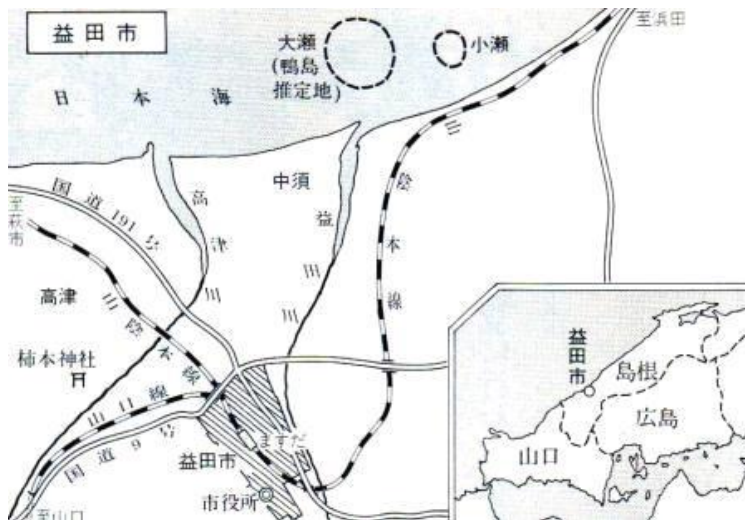 益田市
至浜田
大瀬
(鴨島
推定地)
小瀬
日本海
中須
国道191号
至萩市
高津川
益田川
山陰本線
高津
山陰本線
柿本神社
山口線
国道9号
ますだ
益田市
市役所
至山口
益田市
島根
広島
山口